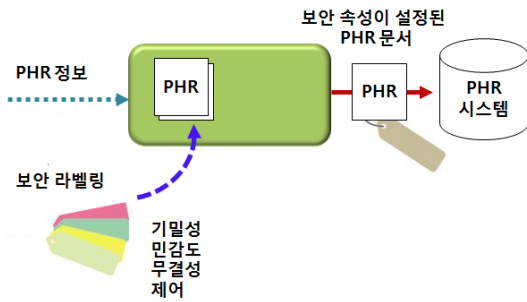 보안 속성이 설정된
PHR 문서
PHR 정보
PHR
PHR
PHR
시스템
보안 라벨링
기밀성
민감도
무결성
제어